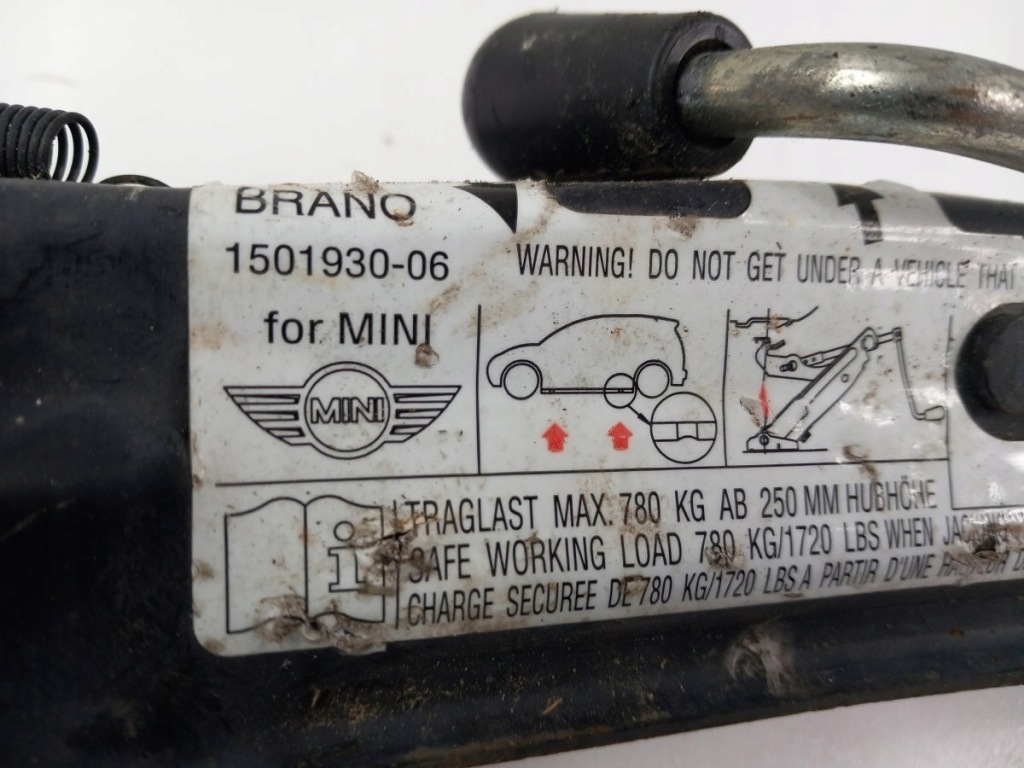 BRANO
1501930-06
for MINI
MINI
WARNING! DO NOT GET UNDER A VEHICLE THAT
i
TRAGLAST MAX. 780 KG AB 250 MM HUBHÖHE
SAFE WORKING LOAD 780 KG/1720 LBS WHEN
CHARGE SECUREE DE 780 KG/1720 LBS A PARTIR D'UNE